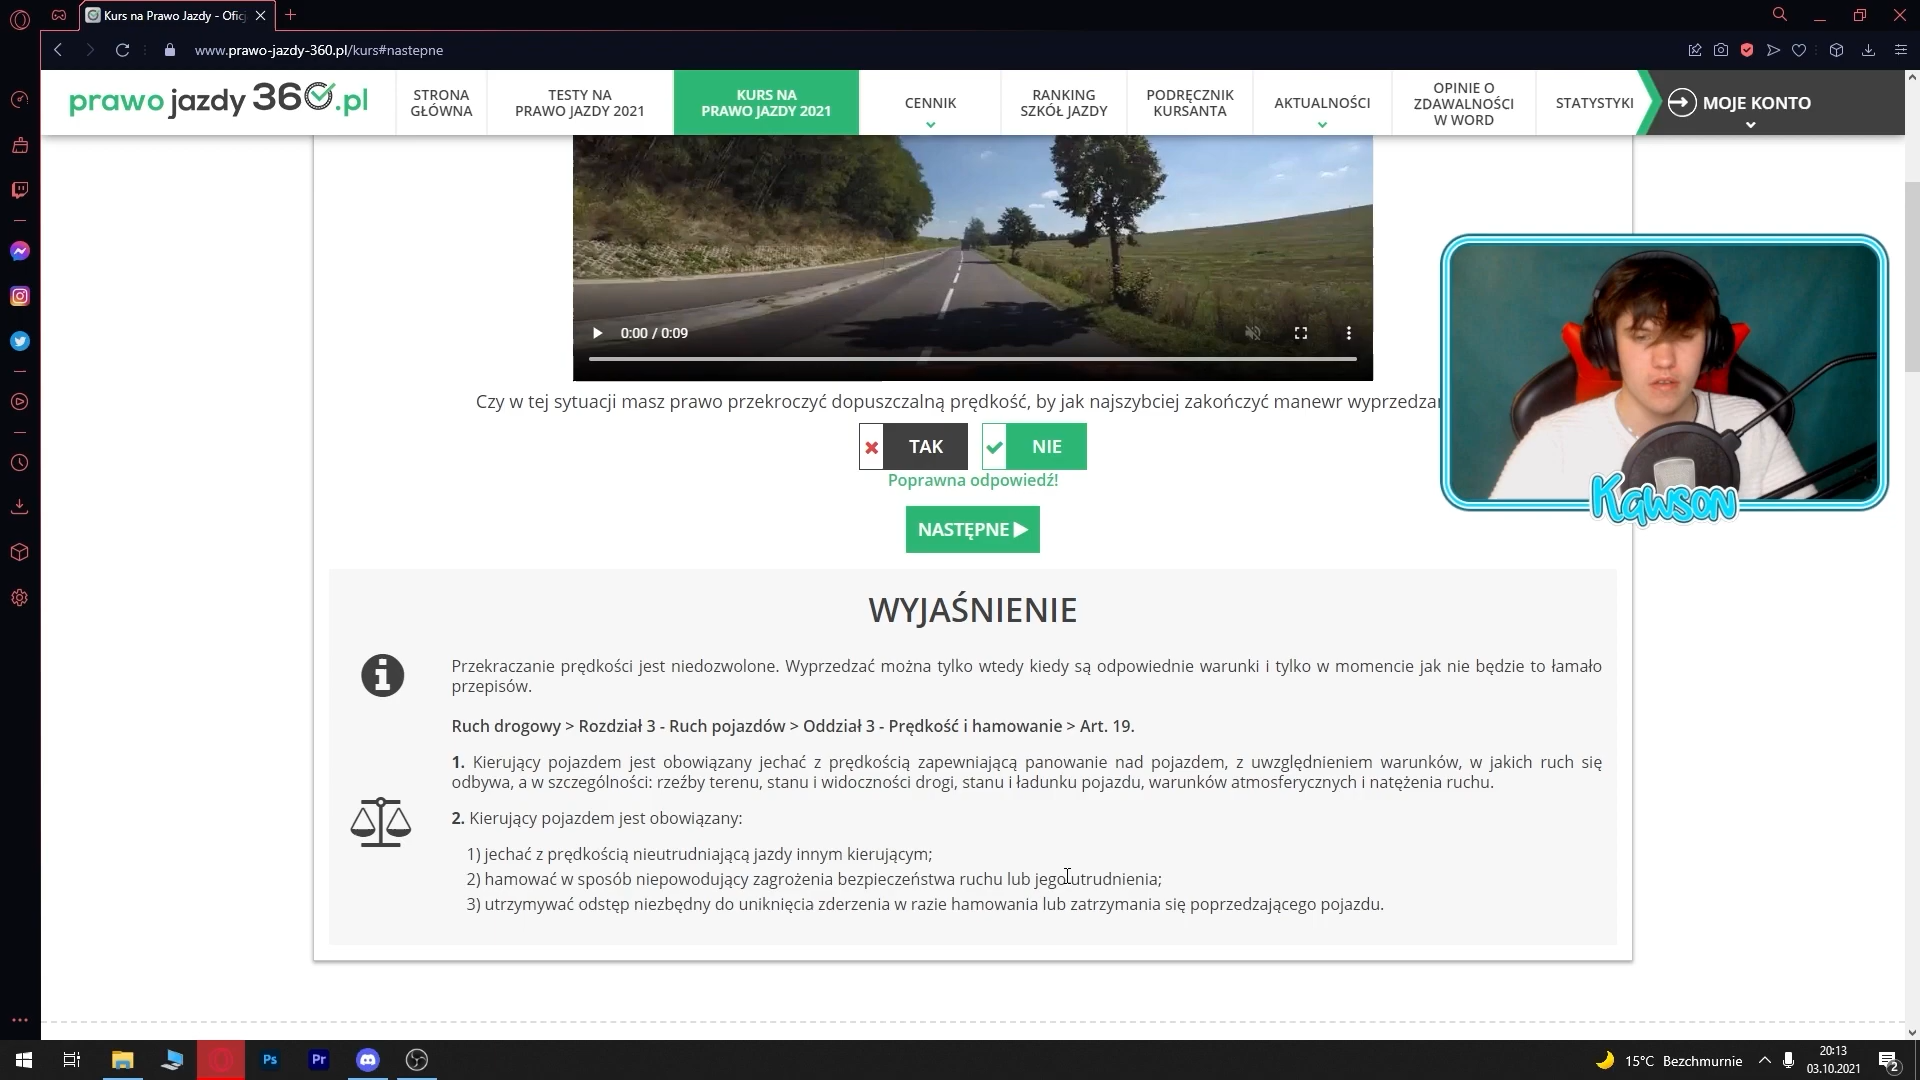 Kurs na Prawo Jazdy - Ofic
www.prawo-jazdy-360.pl/kurs#nastepne
prawo jazdy 360.pl
STRONA
GŁÓWNA
TESTY NA
PRAWO JAZDY 2021
KURS NA
PRAWO JAZDY 2021
CENNIK
RANKING
SZKÓŁ JAZDY
PODRĘCZNIK
KURSANTA
AKTUALNOŚCI
OPINIE O
ZDAWALNOŚCI
W WORD
STATYSTYKI
MOJE KONTO
0:00 / 0:09
Czy w tej sytuacji masz prawo przekroczyć dopuszczalną prędkość, by jak najszybciej zakończyć manewr wyprzedzan
TAK
NIE
Poprawna odpowiedź!
NASTĘPNE
Kawson
WYJAŚNIENIE
Przekraczanie prędkości jest niedozwolone. Wyprzedzać można tylko wtedy kiedy są odpowiednie warunki i tylko w momencie jak nie będzie to łamało
przepisów.
Ruch drogowy > Rozdział 3 - Ruch pojazdów > Oddział 3 - Prędkość i hamowanie > Art. 19.
1. Kierujący pojazdem jest obowiązany jechać z prędkością zapewniającą panowanie nad pojazdem, z uwzględnieniem warunków, w jakich ruch się
odbywa, a w szczególności: rzeźby terenu, stanu i widoczności drogi, stanu i ładunku pojazdu, warunków atmosferycznych i natężenia ruchu.
2. Kierujący pojazdem jest obowiązany:
1) jechać z prędkością nieutrudniającą jazdy innym kierującym;
2) hamować w sposób niepowodujący zagrożenia bezpieczeństwa ruchu lub jego utrudnienia;
3) utrzymywać odstęp niezbędny do uniknięcia zderzenia w razie hamowania lub zatrzymania się poprzedzającego pojazdu.
Ps
Pr
15°C Bezchmurnie
20:13
03.10.2021
2